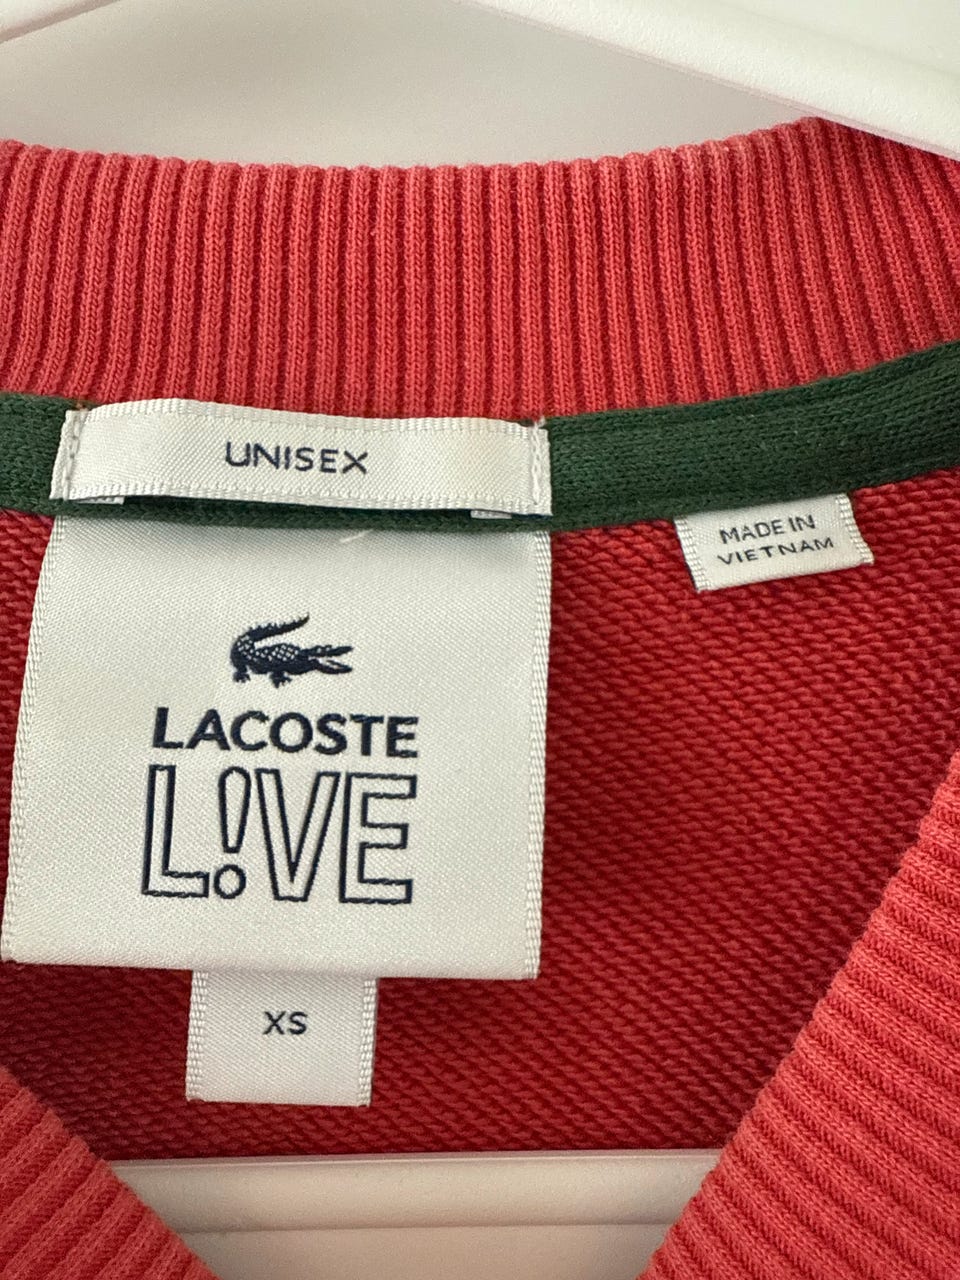 UNISEX
MADE IN
VIETNAM
LACOSTE
L!VE
XS